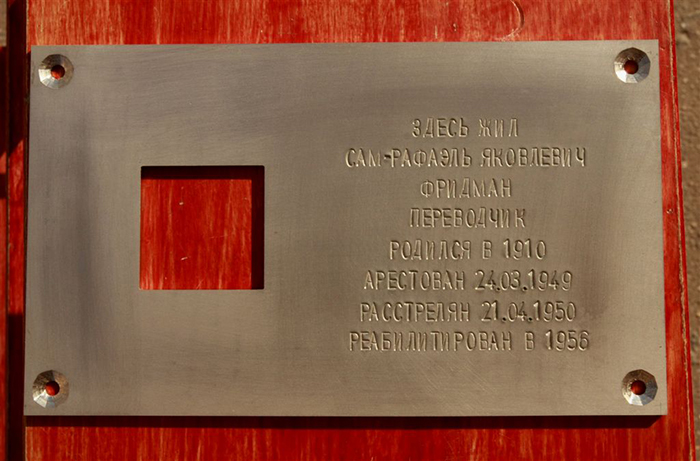 ЗДЕСЬ ЖИЛ
САМ-РАФАЭЛЬ ЯКОВЛЕВИЧ
ФРИДМАН
ПЕРЕВОДЧИК
РОДИЛСЯ В 1910
АРЕСТОВАН 24.03.1949
РАССТРЕЛЯН 21.04.1950
РЕАБИЛИТИРОВАН В 1956